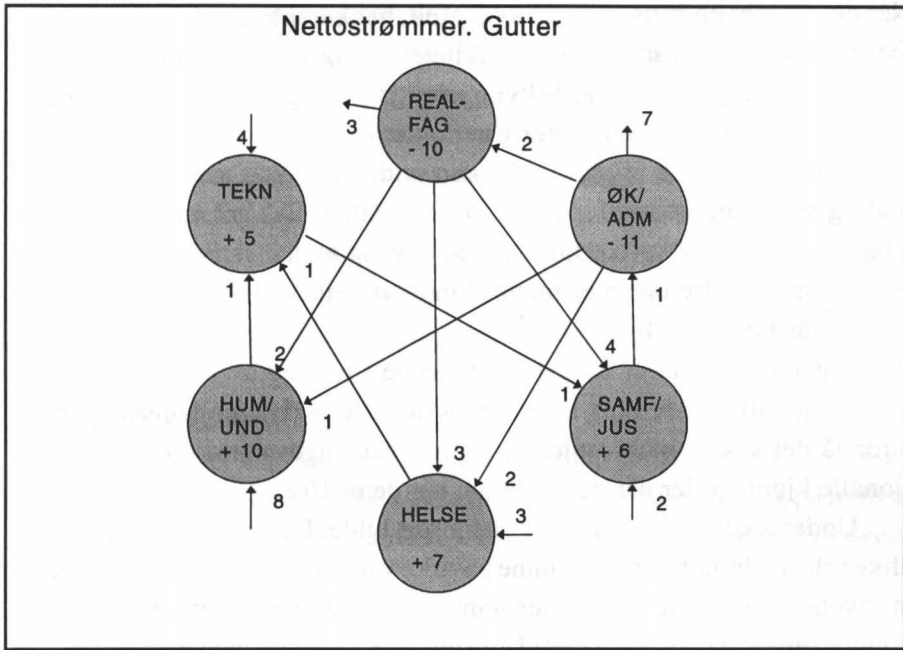 Nettostrømmer. Gutter
REAL-
FAG
- 10
3
2
7
4
TEKN
+ 5
ØK/
ADM
- 11
1
1
1
2
4
HUM/
UND
+ 10
1
1
SAMF/
JUS
+ 6
8
3
2
2
HELSE
+ 7
3